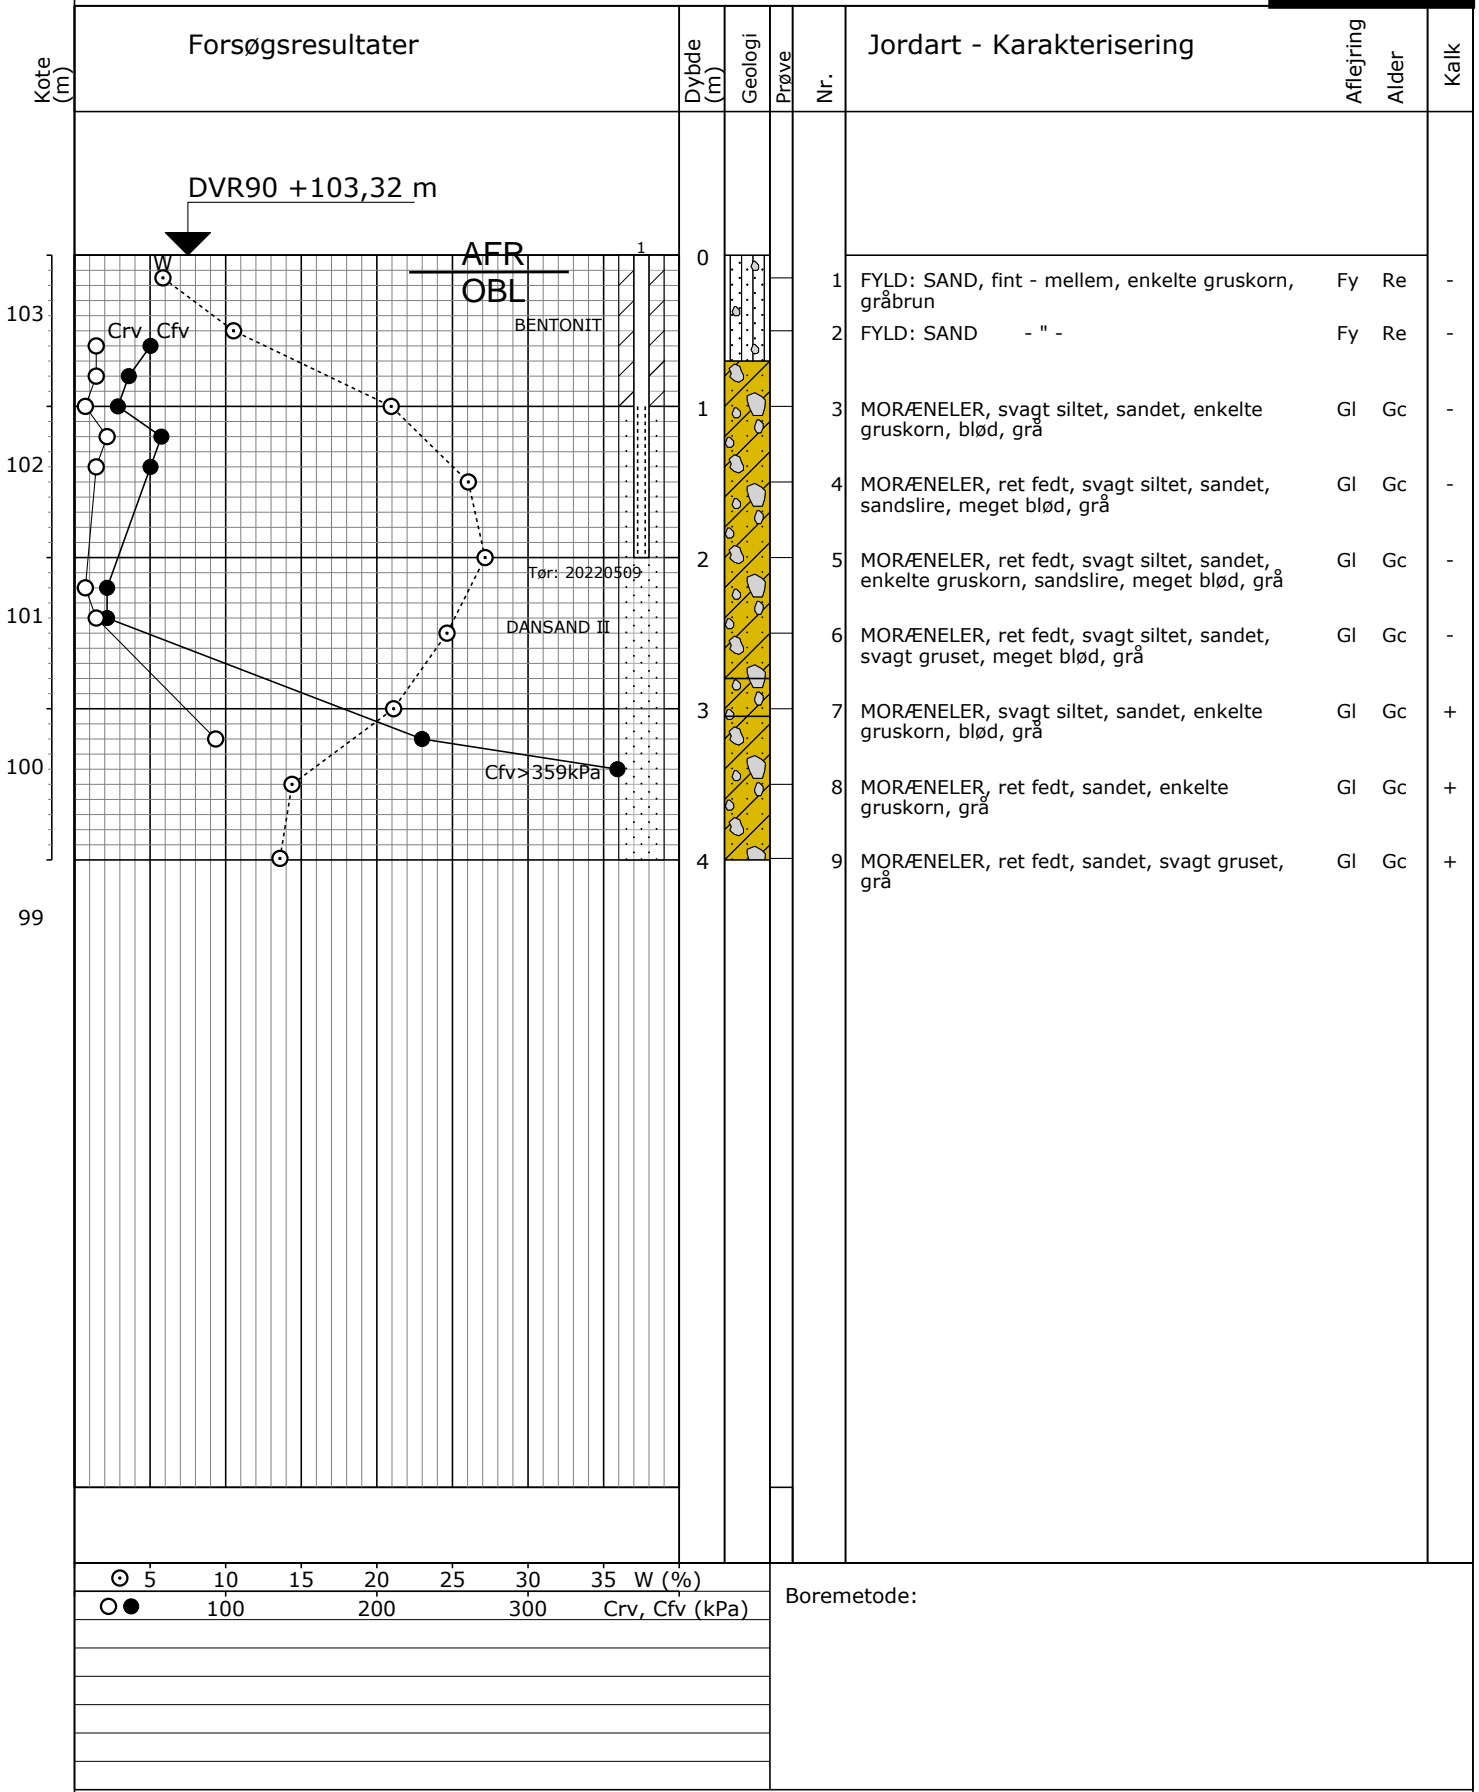 Kote (m)
Forsøgsresultater
Dybde (m)
Geologi
Prøve
Nr.
Jordart - Karakterisering
Aflejring
Alder
Kalk
DVR90 +103,32 m
W
AFR
OBL
1
0
1 FYLD: SAND, fint - mellem, enkelte gruskorn, Fy Re -
gråbrun
103
BENTONIT
Crv Cfv
2 FYLD: SAND - " - Fy Re -
1
3 MORÆNELER, svagt siltet, sandet, enkelte Gl Gc -
gruskorn, blød, grå
102
4 MORÆNELER, ret fedt, svagt siltet, sandet, Gl Gc -
sandslire, meget blød, grå
2
5 MORÆNELER, ret fedt, svagt siltet, sandet, Gl Gc -
enkelte gruskorn, sandslire, meget blød, grå
Tør: 20220509
101
DANSAND II
6 MORÆNELER, ret fedt, svagt siltet, sandet, Gl Gc -
svagt gruset, meget blød, grå
3
7 MORÆNELER, svagt siltet, sandet, enkelte Gl Gc +
gruskorn, blød, grå
100
Cfv>359kPa
8 MORÆNELER, ret fedt, sandet, enkelte Gl Gc +
gruskorn, grå
4
9 MORÆNELER, ret fedt, sandet, svagt gruset, Gl Gc +
grå
99
5 10 15 20 25 30 35 W (%)
100 200 300 Crv, Cfv (kPa)
Boremetode: